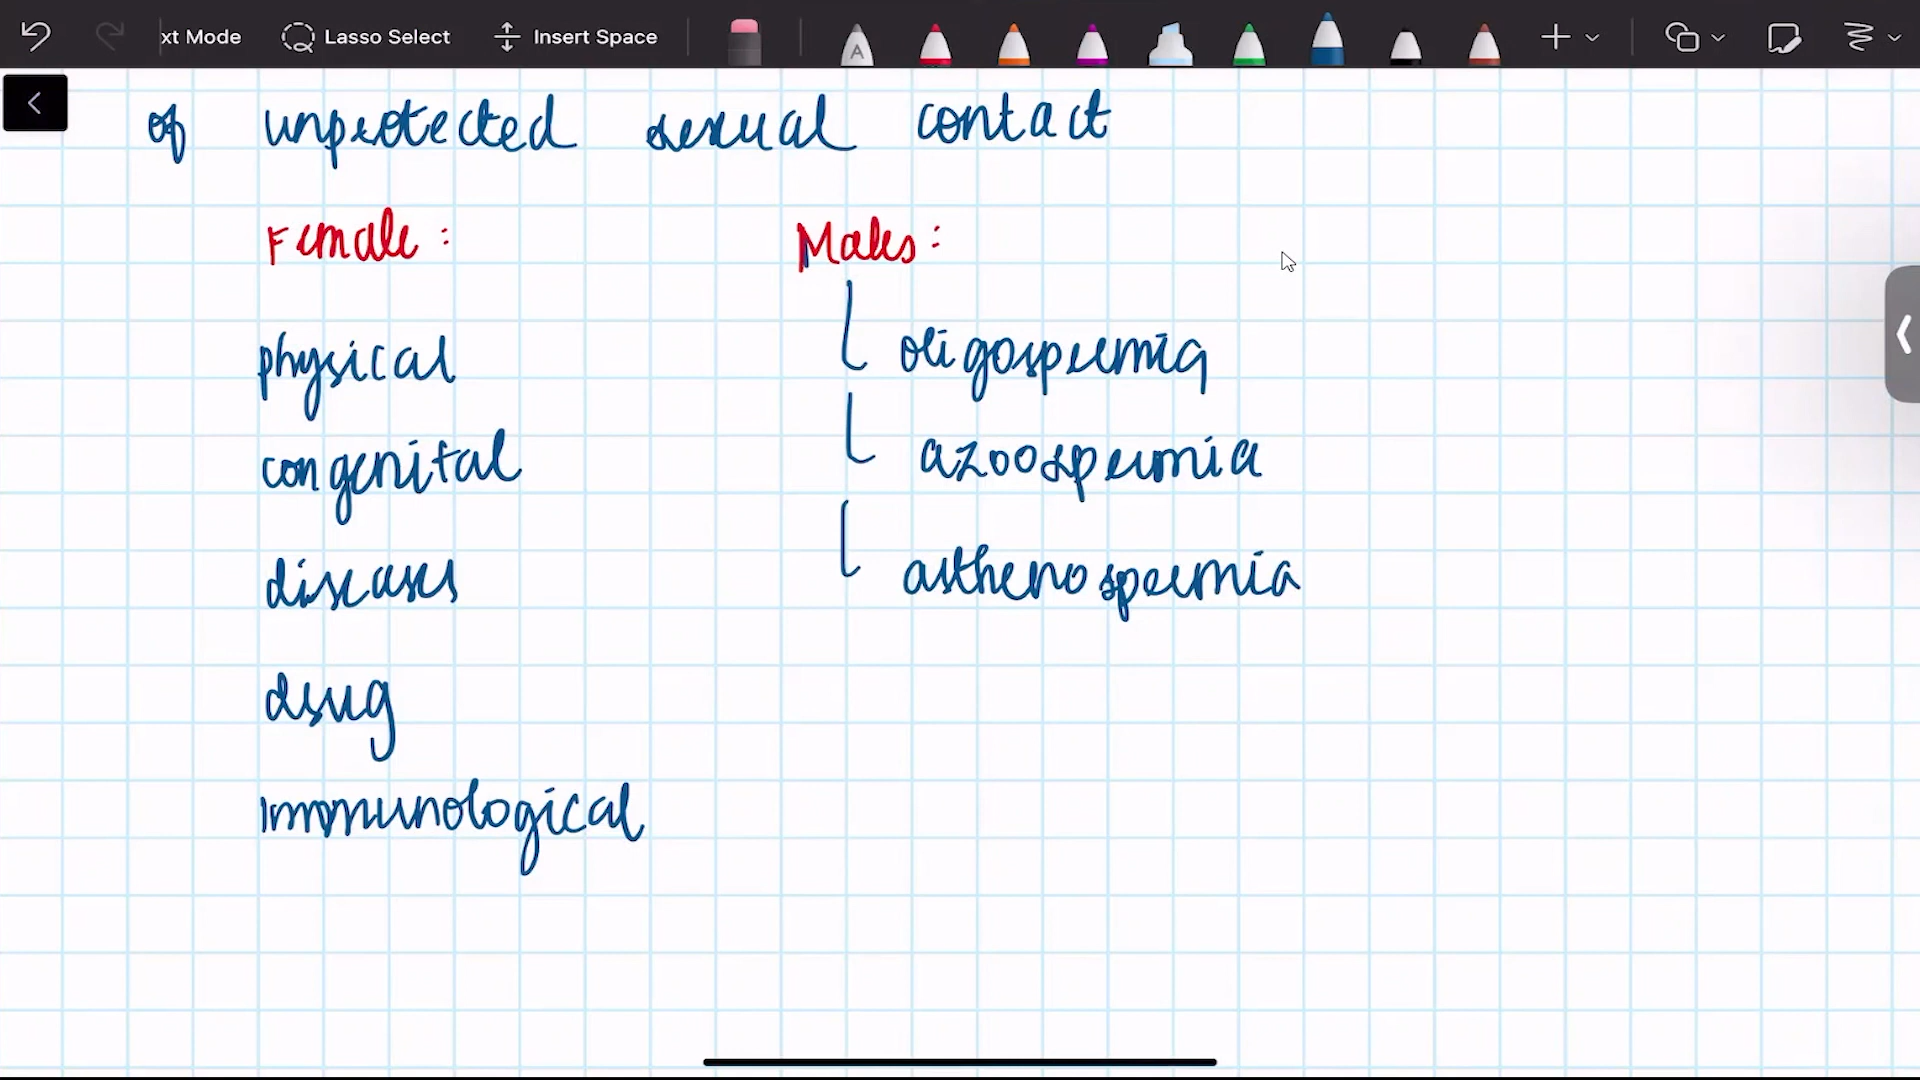 xt Mode Lasso Select Insert Space
A
of unprotected sexual contact
Female : Males :
physical oligospermia
congenital azoospermia
diseases asthenospermia
drug
immunological